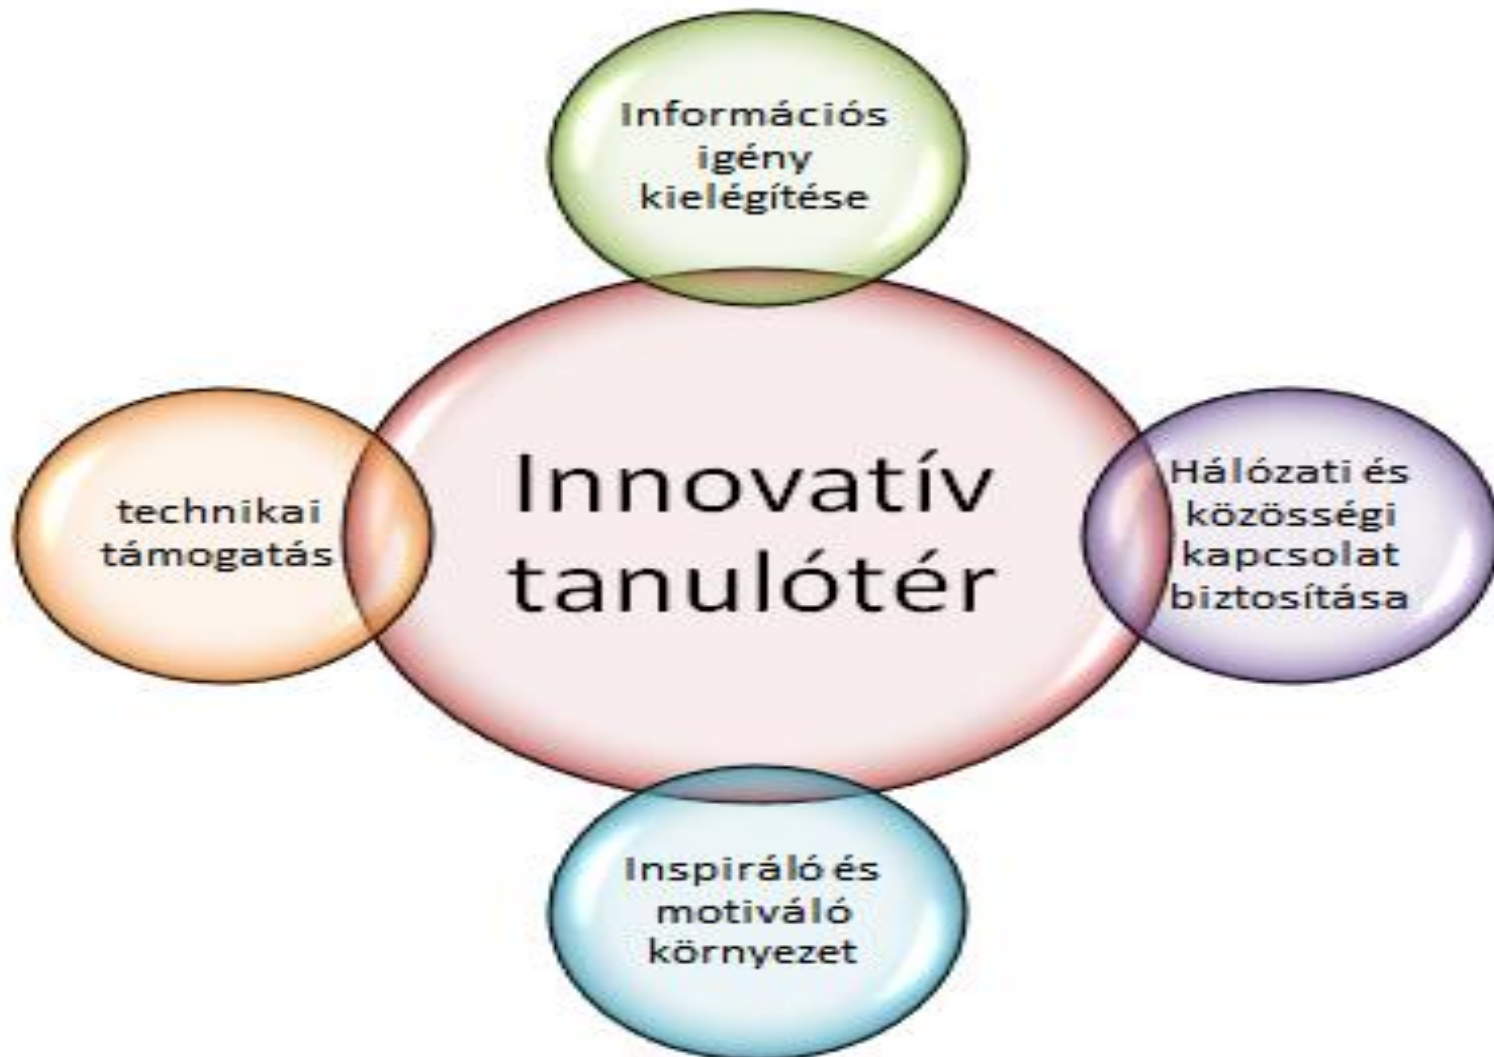 Információs
igény
kielégítése
Innovatív
tanulótér
technikai
támogatás
Hálózati és
közösségi
kapcsolat
biztosítása
Inspiráló és
motiváló
környezet